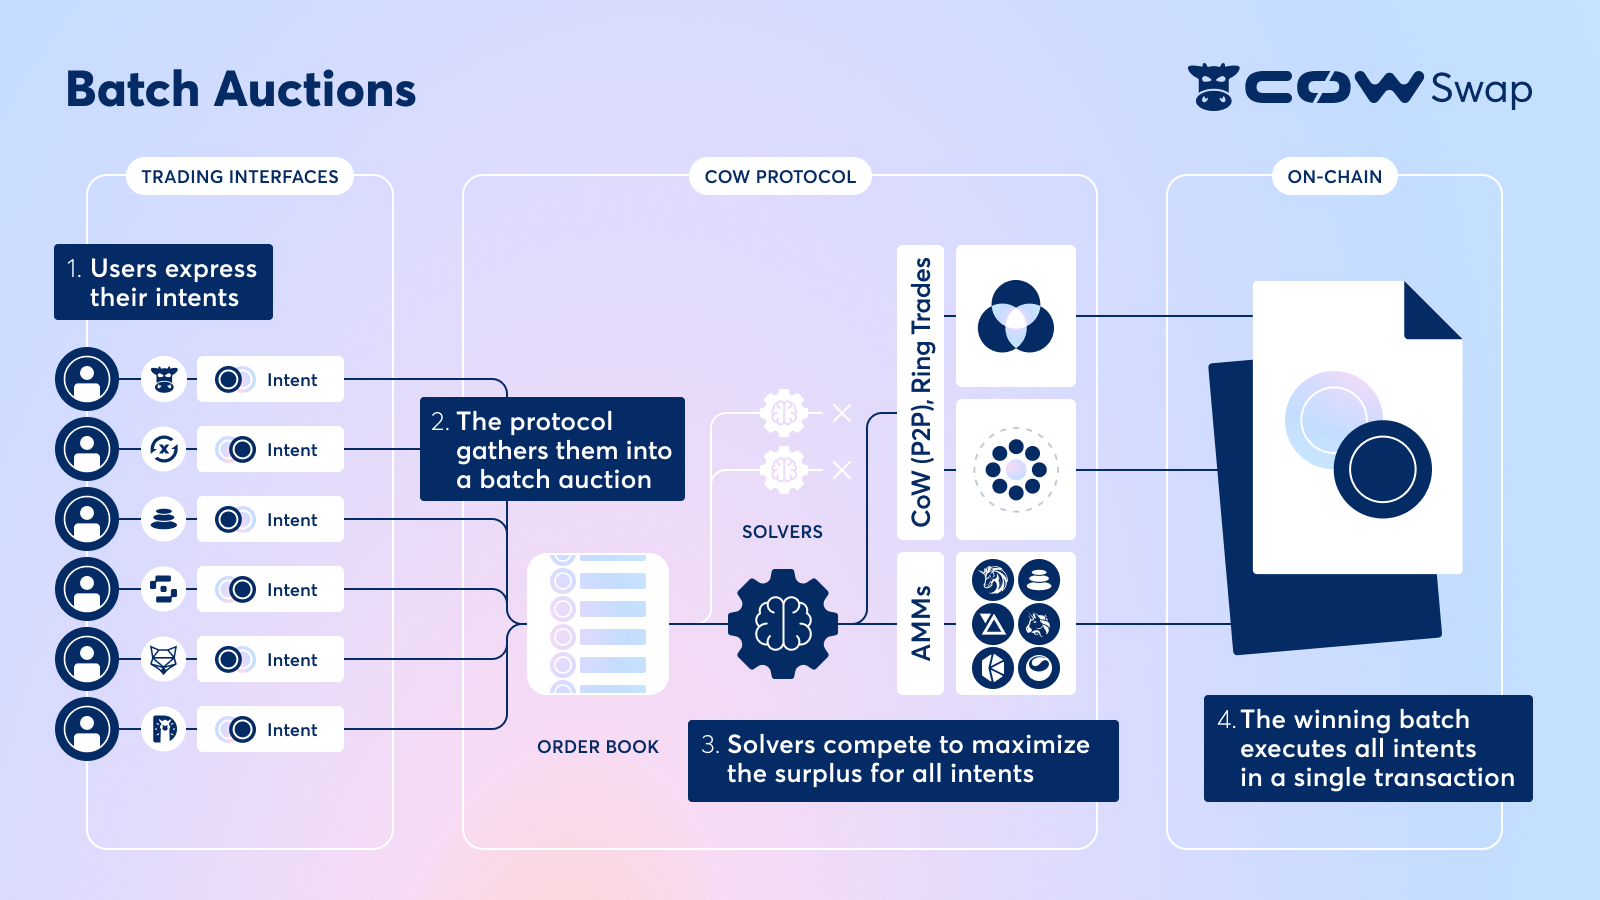 Batch Auctions
COW Swap
TRADING INTERFACES
COW PROTOCOL
ON-CHAIN
1. Users express
their intents
Intent
Intent
Intent
Intent
Intent
Intent
2. The protocol
gathers them into
a batch auction
ORDER BOOK
SOLVERS
CoW (P2P), Ring Trades
AMMs
3. Solvers compete to maximize
the surplus for all intents
4. The winning batch
executes all intents
in a single transaction